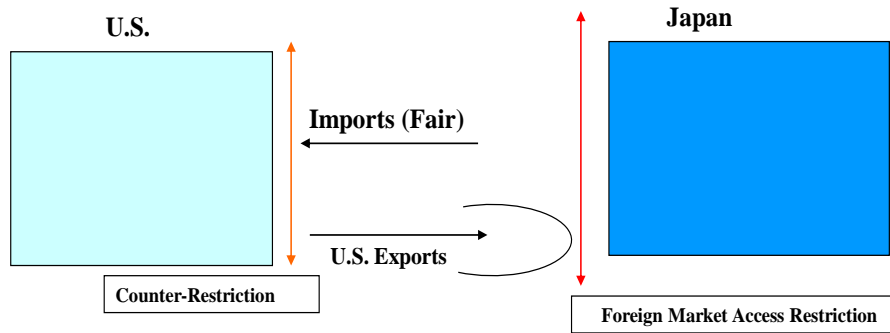 U.S.
Japan
Imports (Fair)
U.S. Exports
Counter-Restriction
Foreign Market Access Restriction